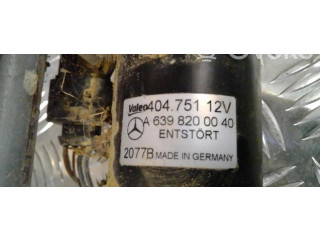 Valeo 404.751 12V
A 639 820 00 40
ENTSTÖRT
2077B MADE IN GERMANY